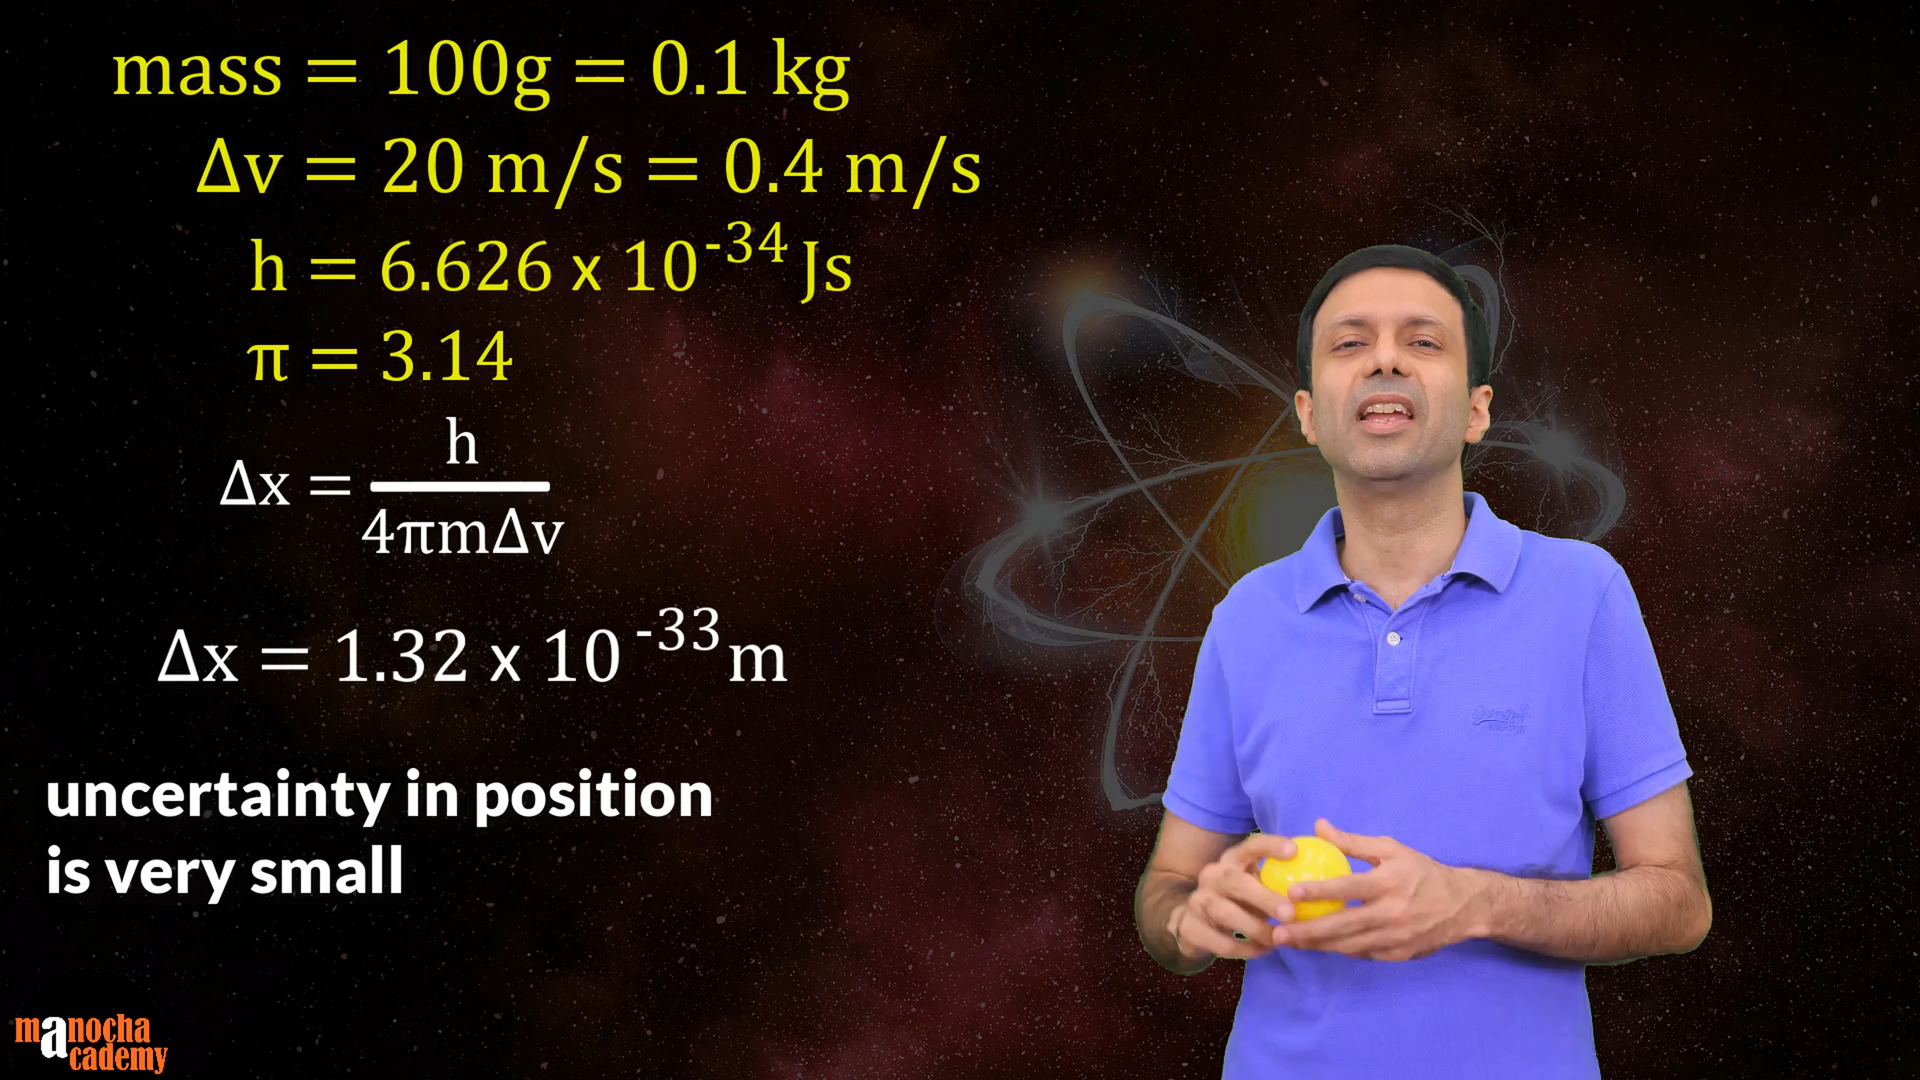 mass = 100g = 0.1 kg
Δv = 20 m/s = 0.4 m/s
h = 6.626 x 10⁻³⁴ Js
π = 3.14
Δx = h / 4πmΔv
Δx = 1.32 x 10⁻³³ m
uncertainty in position
is very small
manocha
academy